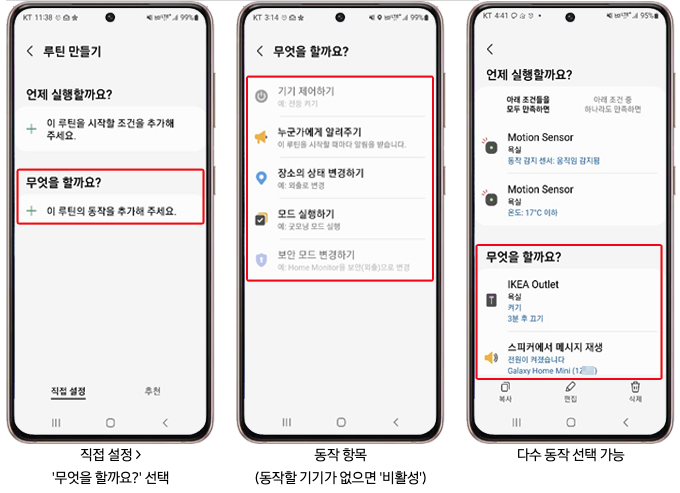 KT 11:38
99%
루틴 만들기
언제 실행할까요?
이 루틴을 시작할 조건을 추가해
주세요.
무엇을 할까요?
이 루틴의 동작을 추가해 주세요.
직접 설정
추천
직접 설정 >
'무엇을 할까요?' 선택
KT 3:14
91%
무엇을 할까요?
기기 제어하기
예: 전등 켜기
누군가에게 알려주기
이 루틴을 시작할 때마다 알림을 받습니다.
장소의 상태 변경하기
예: 외출로 변경
모드 실행하기
예: 굿모닝 모드 실행
보안 모드 변경하기
예: Home Monitor을 보안(외출)으로 변경
동작 항목
(동작할 기기가 없으면 '비활성')
KT 4:41
95%
언제 실행할까요?
아래 조건들을
모두 만족하면
아래 조건 중
하나라도 만족하면
Motion Sensor
욕실
동작 감지 센서: 움직임 감지됨
Motion Sensor
욕실
온도: 17°C 이하
무엇을 할까요?
IKEA Outlet
욕실
켜기
3분 후 끄기
스피커에서 메시지 재생
전원이 켜졌습니다
Galaxy Home Mini (12
복사
편집
삭제
다수 동작 선택 가능